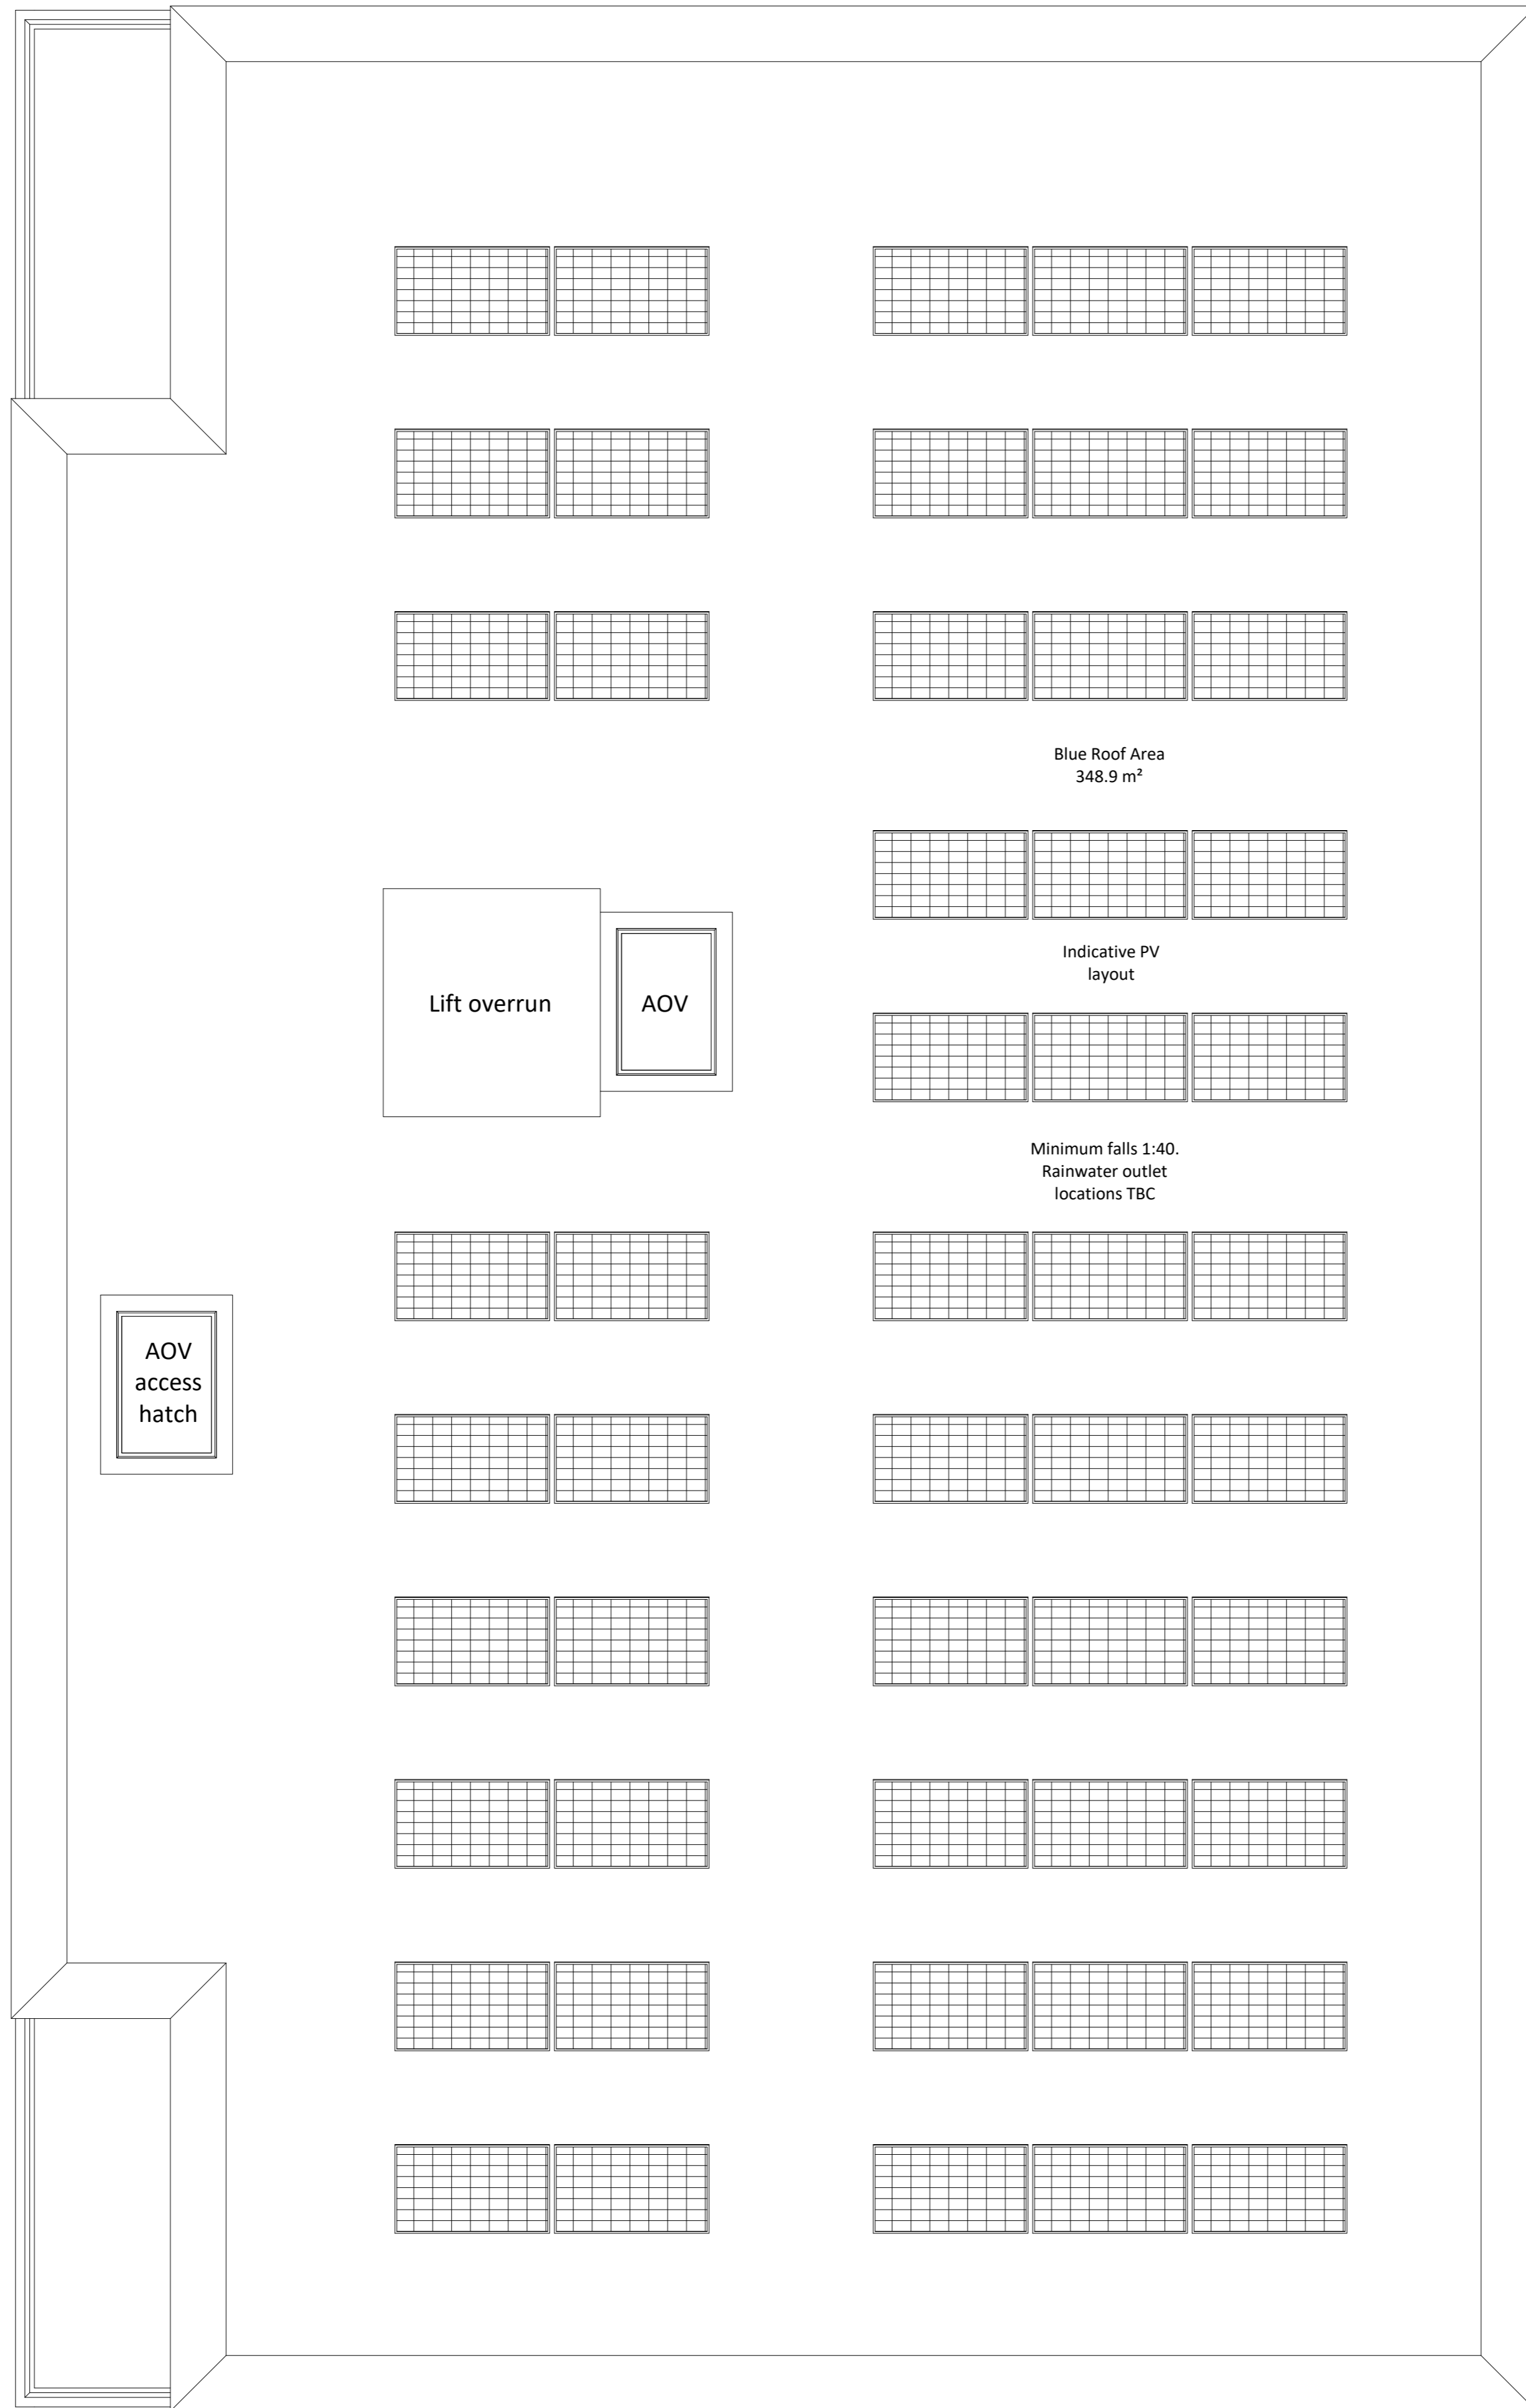 Blue Roof Area
348.9 m²
Indicative PV
layout
Lift overrun
AOV
Minimum falls 1:40.
Rainwater outlet
locations TBC
AOV
access
hatch